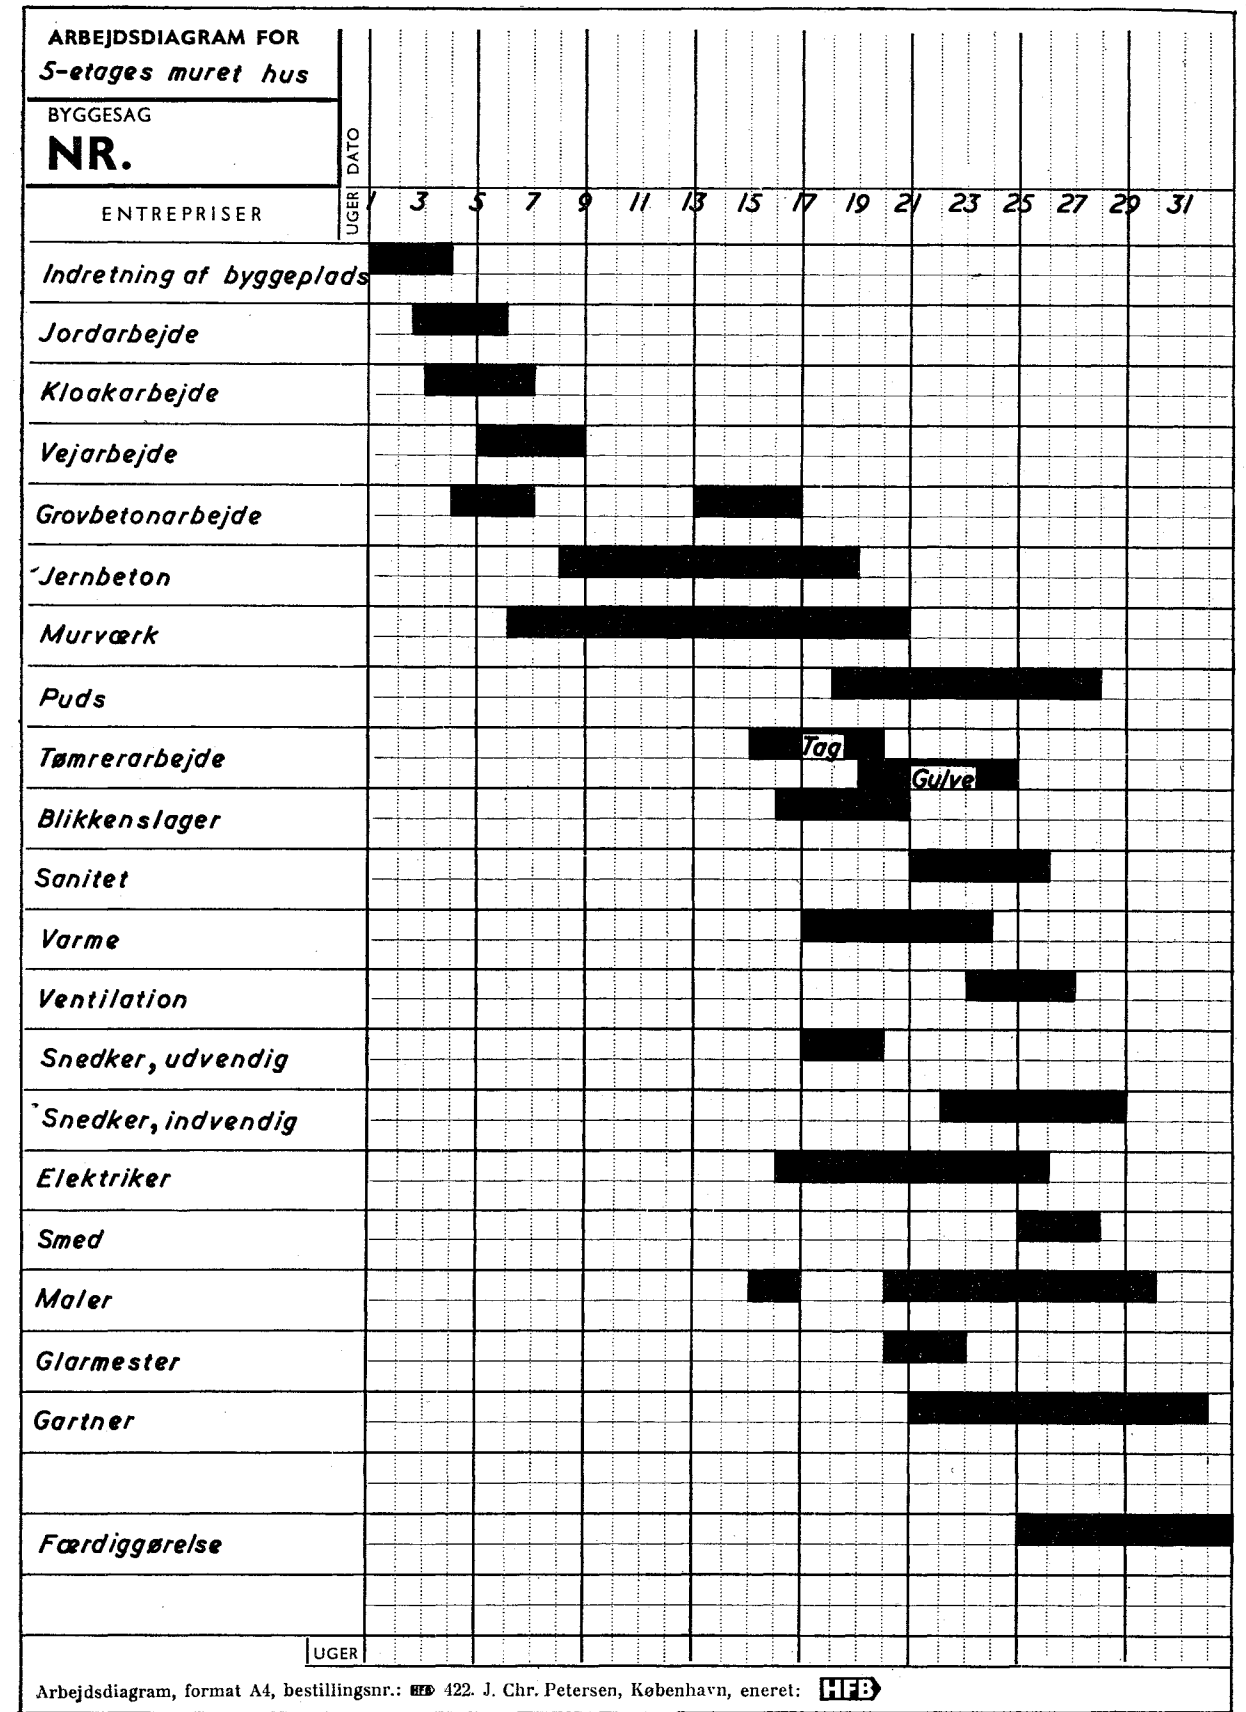 ARBEJDSDIAGRAM FOR
5-etages muret hus
BYGGESAG
NR.
DATO
UGER
ENTREPRISER
1 3 5 7 9 11 13 15 17 19 21 23 25 27 29 31
Indretning af byggeplads
Jordarbejde
Kloakarbejde
Vejarbejde
Grovbetonarbejde
Jernbeton
Murværk
Puds
Tømrerarbejde
Tag
Gulve
Blikkenslager
Sanitet
Varme
Ventilation
Snedker, udvendig
Snedker, indvendig
Elektriker
Smed
Maler
Glarmester
Gartner
Færdiggørelse
UGER
Arbejdsdiagram, format A4, bestillingsnr.: HFB 422. J. Chr. Petersen, København, eneret: HFB